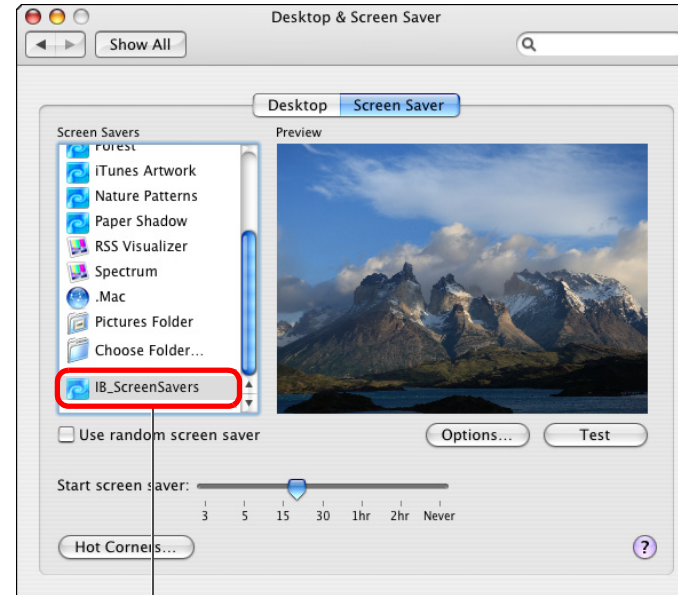 Desktop & Screen Saver
Show All
Desktop Screen Saver
Screen Savers
Preview
Forest
iTunes Artwork
Nature Patterns
Paper Shadow
RSS Visualizer
Spectrum
.Mac
Pictures Folder
Choose Folder...
IB_ScreenSavers
Use random screen saver
Options... Test
Start screen saver:
3 5 15 30 1hr 2hr Never
Hot Corners... ?